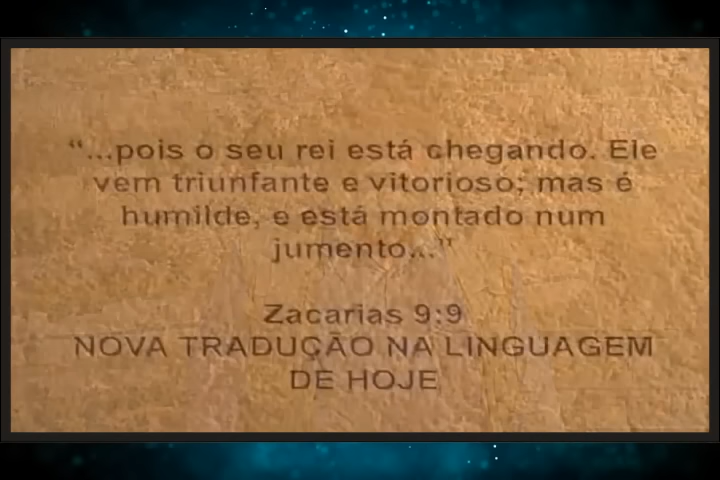 “...pois o seu rei está chegando. Ele
vem triunfante e vitorioso; mas é
humilde, e está montado num
jumento...”
Zacarias 9:9
NOVA TRADUÇÃO NA LINGUAGEM
DE HOJE